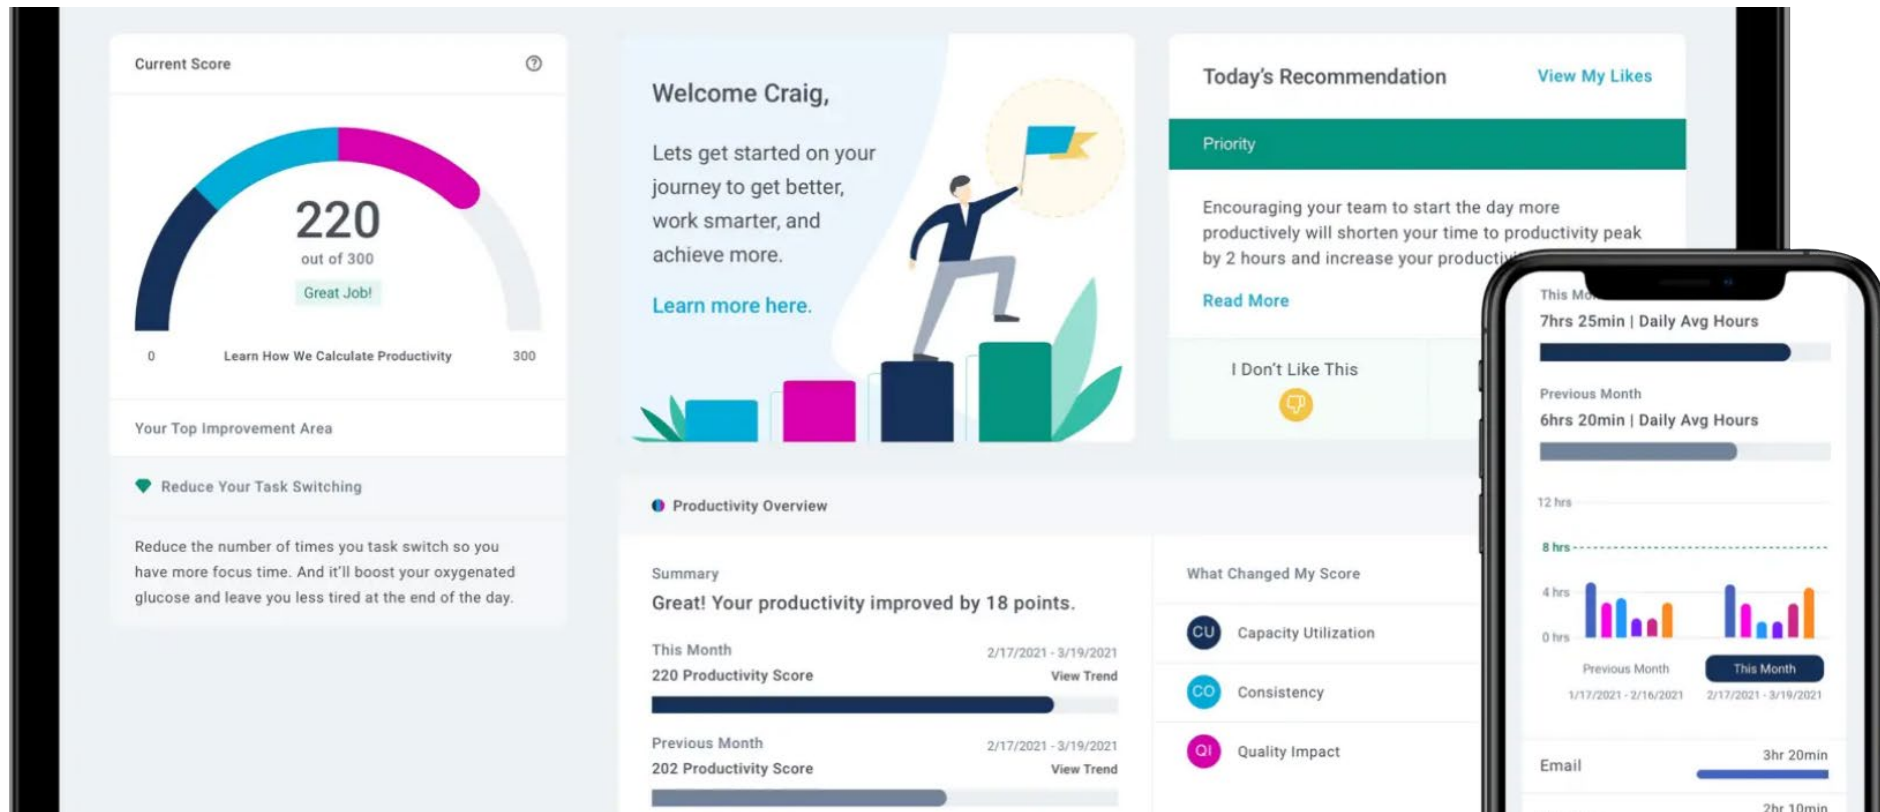 Current Score
220
out of 300
Great Job!
0
Learn How We Calculate Productivity
300
Your Top Improvement Area
Reduce Your Task Switching
Reduce the number of times you task switch so you
have more focus time. And it'll boost your oxygenated
glucose and leave you less tired at the end of the day.
Welcome Craig,
Lets get started on your
journey to get better,
work smarter, and
achieve more.
Learn more here.
Today's Recommendation
View My Likes
Priority
Encouraging your team to start the day more
productively will shorten your time to productivity peak
by 2 hours and increase your
Read More
I Don't Like This
Productivity Overview
Summary
Great! Your productivity improved by 18 points.
This Month
2/17/2021 - 3/19/2021
220 Productivity Score
View Trend
Previous Month
2/17/2021 - 3/19/2021
202 Productivity Score
View Trend
What Changed My Score
CU
Capacity Utilization
CO
Consistency
QI
Quality Impact
This
7hrs 25min | Daily Avg Hours
Previous Month
6hrs 20min | Daily Avg Hours
12 hrs
8 hrs
4 hrs
0 hrs
Previous Month
This Month
1/17/2021 - 2/16/2021
2/17/2021 - 3/19/2021
Email
3hr 20min
2hr 10min